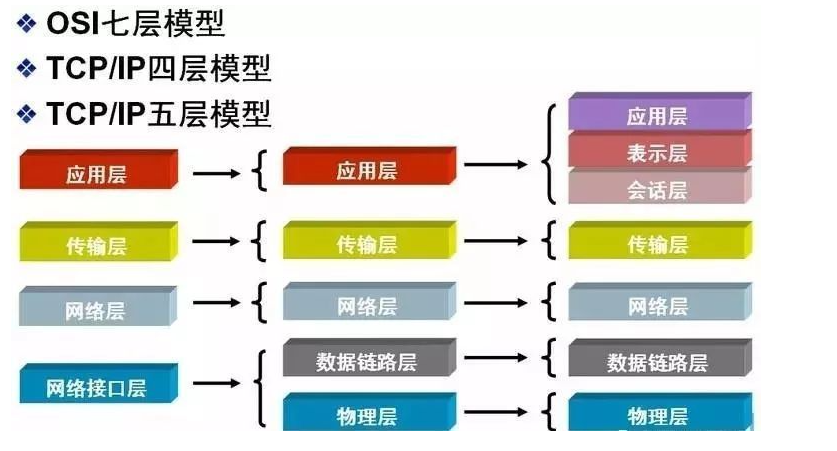 OSI七层模型
TCP/IP四层模型
TCP/IP五层模型
应用层
表示层
会话层
应用层
应用层
传输层
传输层
传输层
网络层
网络层
网络层
网络接口层
数据链路层
数据链路层
物理层
物理层